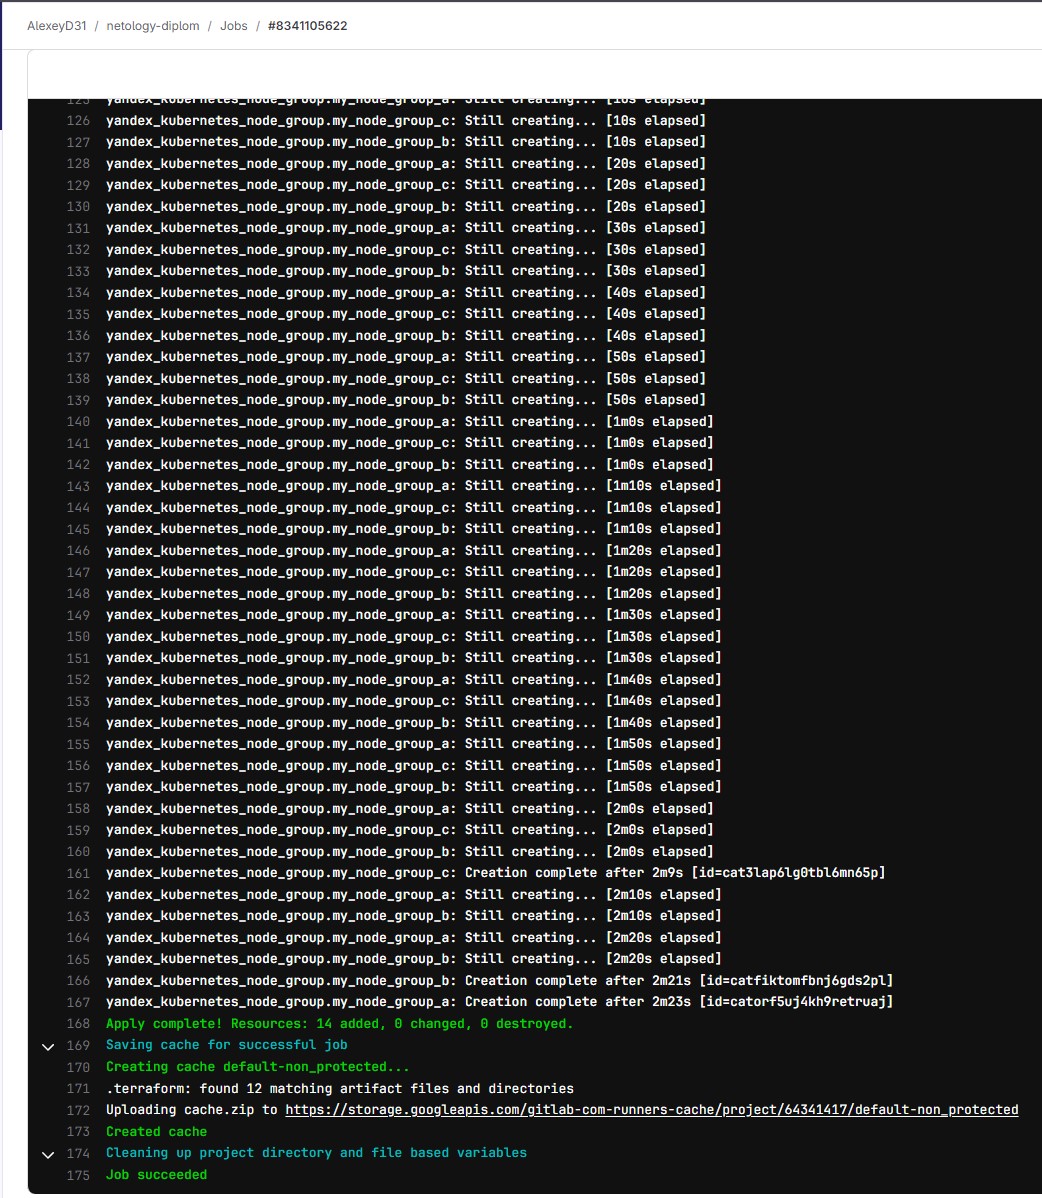 AlexeyD31 / netology-diplom / Jobs / #8341105622
125 yandex_kubernetes_node_group.my_node_group_a: Still creating... [10s elapsed]
126 yandex_kubernetes_node_group.my_node_group_c: Still creating... [10s elapsed]
127 yandex_kubernetes_node_group.my_node_group_b: Still creating... [10s elapsed]
128 yandex_kubernetes_node_group.my_node_group_a: Still creating... [20s elapsed]
129 yandex_kubernetes_node_group.my_node_group_c: Still creating... [20s elapsed]
130 yandex_kubernetes_node_group.my_node_group_b: Still creating... [20s elapsed]
131 yandex_kubernetes_node_group.my_node_group_a: Still creating... [30s elapsed]
132 yandex_kubernetes_node_group.my_node_group_c: Still creating... [30s elapsed]
133 yandex_kubernetes_node_group.my_node_group_b: Still creating... [30s elapsed]
134 yandex_kubernetes_node_group.my_node_group_a: Still creating... [40s elapsed]
135 yandex_kubernetes_node_group.my_node_group_c: Still creating... [40s elapsed]
136 yandex_kubernetes_node_group.my_node_group_b: Still creating... [40s elapsed]
137 yandex_kubernetes_node_group.my_node_group_a: Still creating... [50s elapsed]
138 yandex_kubernetes_node_group.my_node_group_c: Still creating... [50s elapsed]
139 yandex_kubernetes_node_group.my_node_group_b: Still creating... [50s elapsed]
140 yandex_kubernetes_node_group.my_node_group_a: Still creating... [1m0s elapsed]
141 yandex_kubernetes_node_group.my_node_group_c: Still creating... [1m0s elapsed]
142 yandex_kubernetes_node_group.my_node_group_b: Still creating... [1m0s elapsed]
143 yandex_kubernetes_node_group.my_node_group_a: Still creating... [1m10s elapsed]
144 yandex_kubernetes_node_group.my_node_group_c: Still creating... [1m10s elapsed]
145 yandex_kubernetes_node_group.my_node_group_b: Still creating... [1m10s elapsed]
146 yandex_kubernetes_node_group.my_node_group_a: Still creating... [1m20s elapsed]
147 yandex_kubernetes_node_group.my_node_group_c: Still creating... [1m20s elapsed]
148 yandex_kubernetes_node_group.my_node_group_b: Still creating... [1m20s elapsed]
149 yandex_kubernetes_node_group.my_node_group_a: Still creating... [1m30s elapsed]
150 yandex_kubernetes_node_group.my_node_group_c: Still creating... [1m30s elapsed]
151 yandex_kubernetes_node_group.my_node_group_b: Still creating... [1m30s elapsed]
152 yandex_kubernetes_node_group.my_node_group_a: Still creating... [1m40s elapsed]
153 yandex_kubernetes_node_group.my_node_group_c: Still creating... [1m40s elapsed]
154 yandex_kubernetes_node_group.my_node_group_b: Still creating... [1m40s elapsed]
155 yandex_kubernetes_node_group.my_node_group_a: Still creating... [1m50s elapsed]
156 yandex_kubernetes_node_group.my_node_group_c: Still creating... [1m50s elapsed]
157 yandex_kubernetes_node_group.my_node_group_b: Still creating... [1m50s elapsed]
158 yandex_kubernetes_node_group.my_node_group_a: Still creating... [2m0s elapsed]
159 yandex_kubernetes_node_group.my_node_group_c: Still creating... [2m0s elapsed]
160 yandex_kubernetes_node_group.my_node_group_b: Still creating... [2m0s elapsed]
161 yandex_kubernetes_node_group.my_node_group_c: Creation complete after 2m9s [id=cat3lap6lg0tbl6mn65p]
162 yandex_kubernetes_node_group.my_node_group_a: Still creating... [2m10s elapsed]
163 yandex_kubernetes_node_group.my_node_group_b: Still creating... [2m10s elapsed]
164 yandex_kubernetes_node_group.my_node_group_a: Still creating... [2m20s elapsed]
165 yandex_kubernetes_node_group.my_node_group_b: Still creating... [2m20s elapsed]
166 yandex_kubernetes_node_group.my_node_group_b: Creation complete after 2m21s [id=catfiktomfbnj6gds2pl]
167 yandex_kubernetes_node_group.my_node_group_a: Creation complete after 2m23s [id=catorf5uj4kh9retruaj]
168 Apply complete! Resources: 14 added, 0 changed, 0 destroyed.
169 Saving cache for successful job
170 Creating cache default-non_protected...
171 .terraform: found 12 matching artifact files and directories
172 Uploading cache.zip to https://storage.googleapis.com/gitlab-com-runners-cache/project/64341417/default-non_protected
173 Created cache
174 Cleaning up project directory and file based variables
175 Job succeeded